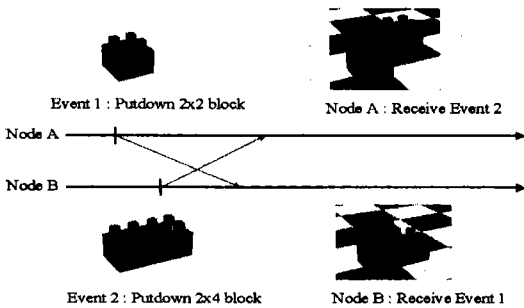 Event 1 : Putdown 2x2 block
Node A : Receive Event 2
Node A
Node B
Event 2 : Putdown 2x4 block
Node B : Receive Event 1